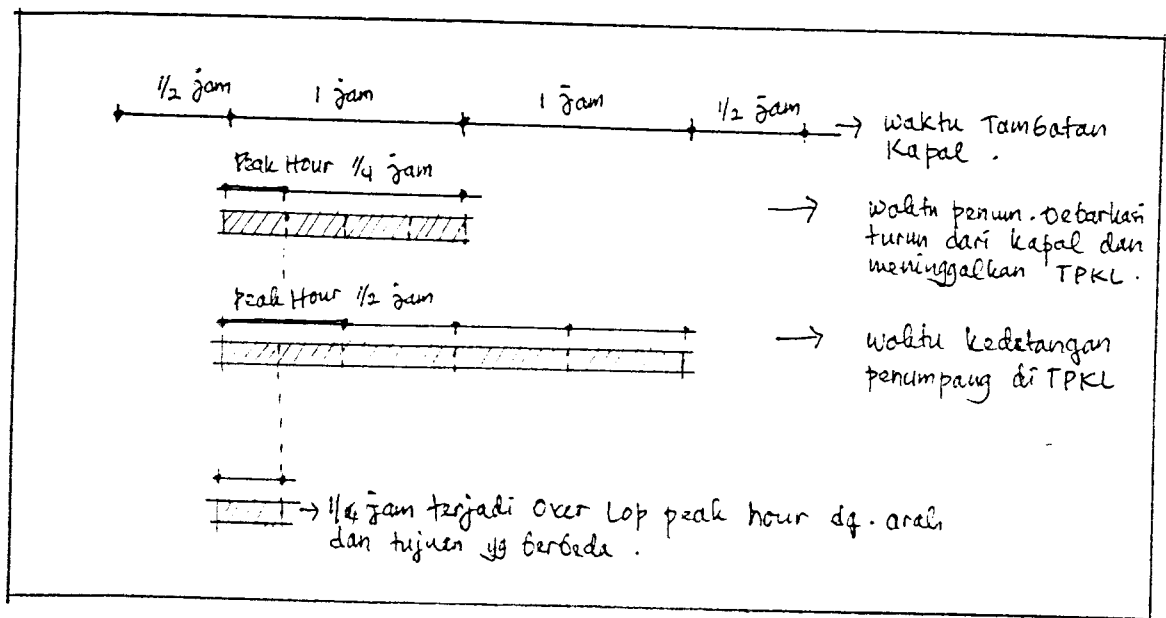 1/2 jam 1 jam 1 jam 1/2 jam
waktu Tambatan
Kapal.
Peak Hour 1/4 jam
waktu penum. Debarkasi
turun dari kapal dan
meninggalkan TPKL.
Peak Hour 1/2 jam
waktu kedatangan
penumpang di TPKL
1/4 jam terjadi Over Lop peak hour dg. arah
dan tujuan yg berbeda.